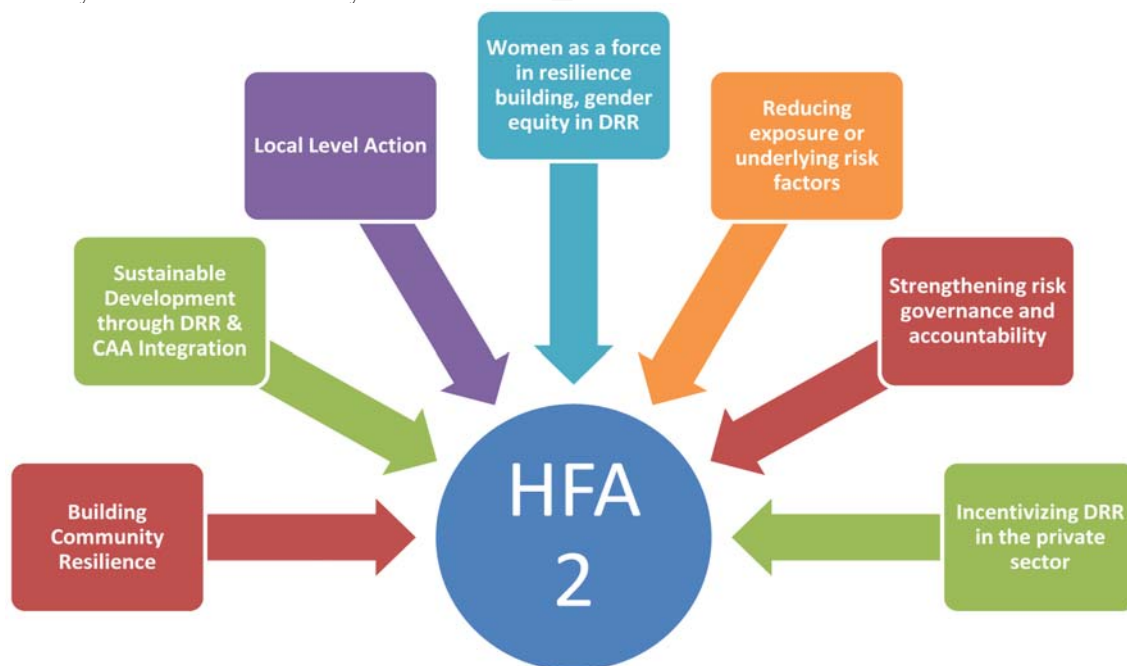 Women as a force
in resilience
building, gender
equity in DRR
Local Level Action
Reducing
exposure or
underlying risk
factors
Sustainable
Development
through DRR &
CAA Integration
Strengthening risk
governance and
accountability
Building
Community
Resilience
HFA
2
Incentivizing DRR
in the private
sector